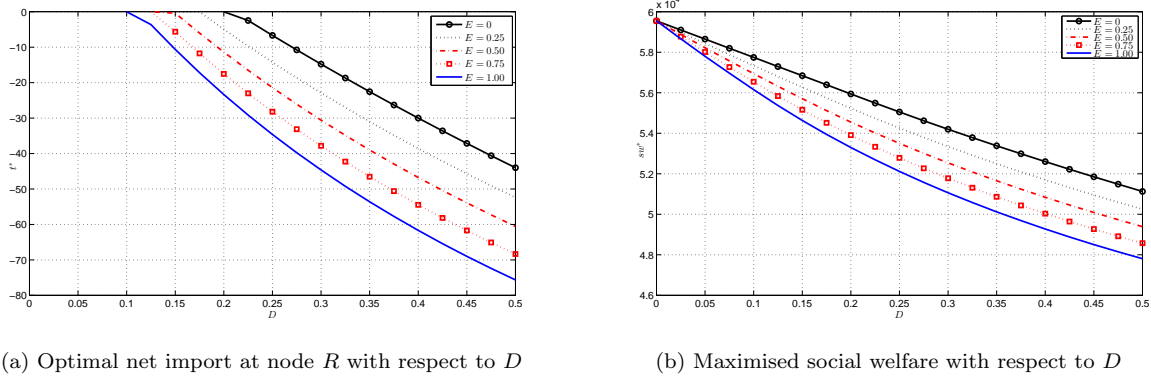 0
−10
−20
−30
−40
−50
−60
−70
−80
0 0.05 0.1 0.15 0.2 0.25 0.3 0.35 0.4 0.45 0.5
D
E = 0
E = 0.25
E = 0.50
E = 0.75
E = 1.00
6
5.8
5.6
5.4
5.2
5
4.8
4.6
0 0.05 0.1 0.15 0.2 0.25 0.3 0.35 0.4 0.45 0.5
sw*
D
E = 0
E = 0.25
E = 0.50
E = 0.75
E = 1.00
(a) Optimal net import at node R with respect to D
(b) Maximised social welfare with respect to D